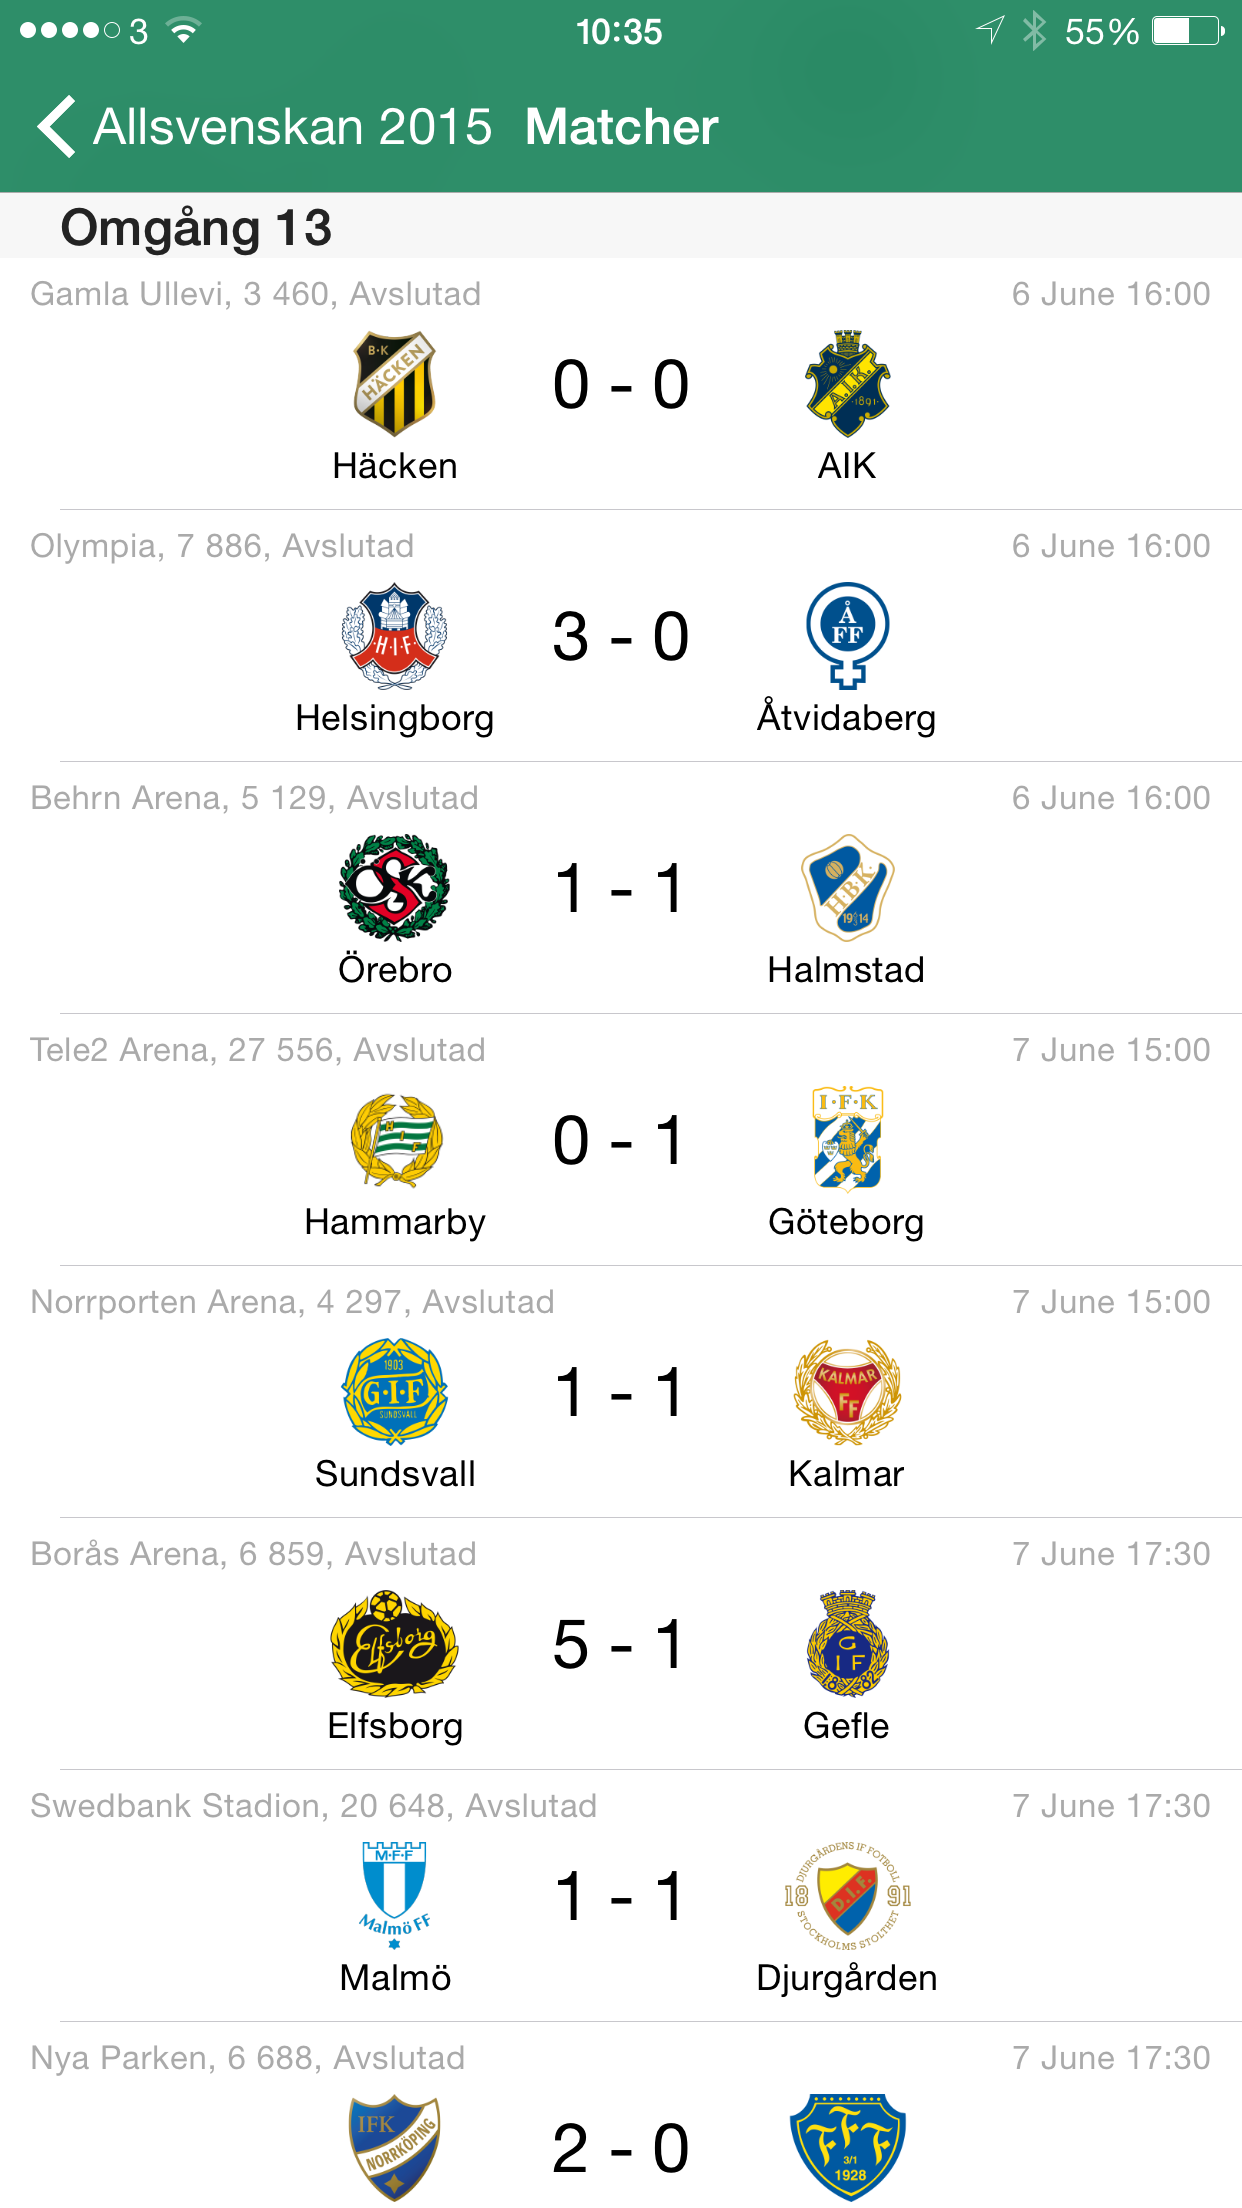 3 10:35 55%
Allsvenskan 2015 Matcher
Omgång 13
Gamla Ullevi, 3 460, Avslutad 6 June 16:00
B·K
HÄCKEN
A.I.K.
1891
0 - 0
Häcken AIK
Olympia, 7 886, Avslutad 6 June 16:00
H·I·F
Å
FF
3 - 0
Helsingborg Åtvidaberg
Behrn Arena, 5 129, Avslutad 6 June 16:00
ÖSK
H·B·K
1914
1 - 1
Örebro Halmstad
Tele2 Arena, 27 556, Avslutad 7 June 15:00
H
I
F
I·F·K
0 - 1
Hammarby Göteborg
Norrporten Arena, 4 297, Avslutad 7 June 15:00
1903
G·I·F
SUNDSVALL
KALMAR
FF
1 - 1
Sundsvall Kalmar
Borås Arena, 6 859, Avslutad 7 June 17:30
Elfsborg
G
I F
1882
5 - 1
Elfsborg Gefle
Swedbank Stadion, 20 648, Avslutad 7 June 17:30
M·F·F
Malmö FF
DJURGÅRDENS IF FOTBOLL
18 91
D.I.F.
STOCKHOLMS STOLTHET
1 - 1
Malmö Djurgården
Nya Parken, 6 688, Avslutad 7 June 17:30
IFK
NORRKÖPING
FFF
3/1
1928
2 - 0